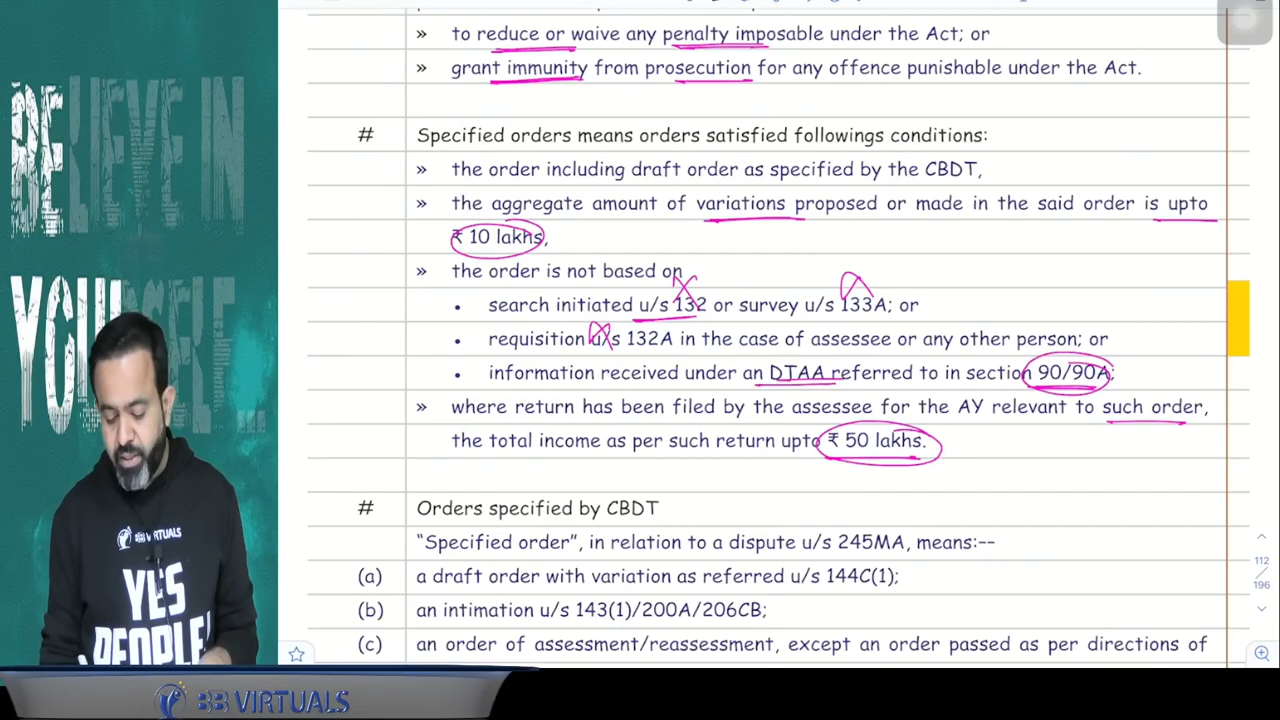 » to reduce or waive any penalty imposable under the Act; or
» grant immunity from prosecution for any offence punishable under the Act.
# Specified orders means orders satisfied followings conditions:
» the order including draft order as specified by the CBDT,
» the aggregate amount of variations proposed or made in the said order is upto
₹ 10 lakhs,
» the order is not based on
• search initiated u/s 132 or survey u/s 133A; or
• requisition u/s 132A in the case of assessee or any other person; or
• information received under an DTAA referred to in section 90/90A;
» where return has been filed by the assessee for the AY relevant to such order,
the total income as per such return upto ₹ 50 lakhs.
# Orders specified by CBDT
“Specified order”, in relation to a dispute u/s 245MA, means:--
(a) a draft order with variation as referred u/s 144C(1);
(b) an intimation u/s 143(1)/200A/206CB;
(c) an order of assessment/reassessment, except an order passed as per directions of
112
196
BELIEVE IN
BB VIRTUALS
YES
PEOPLE!
BB VIRTUALS